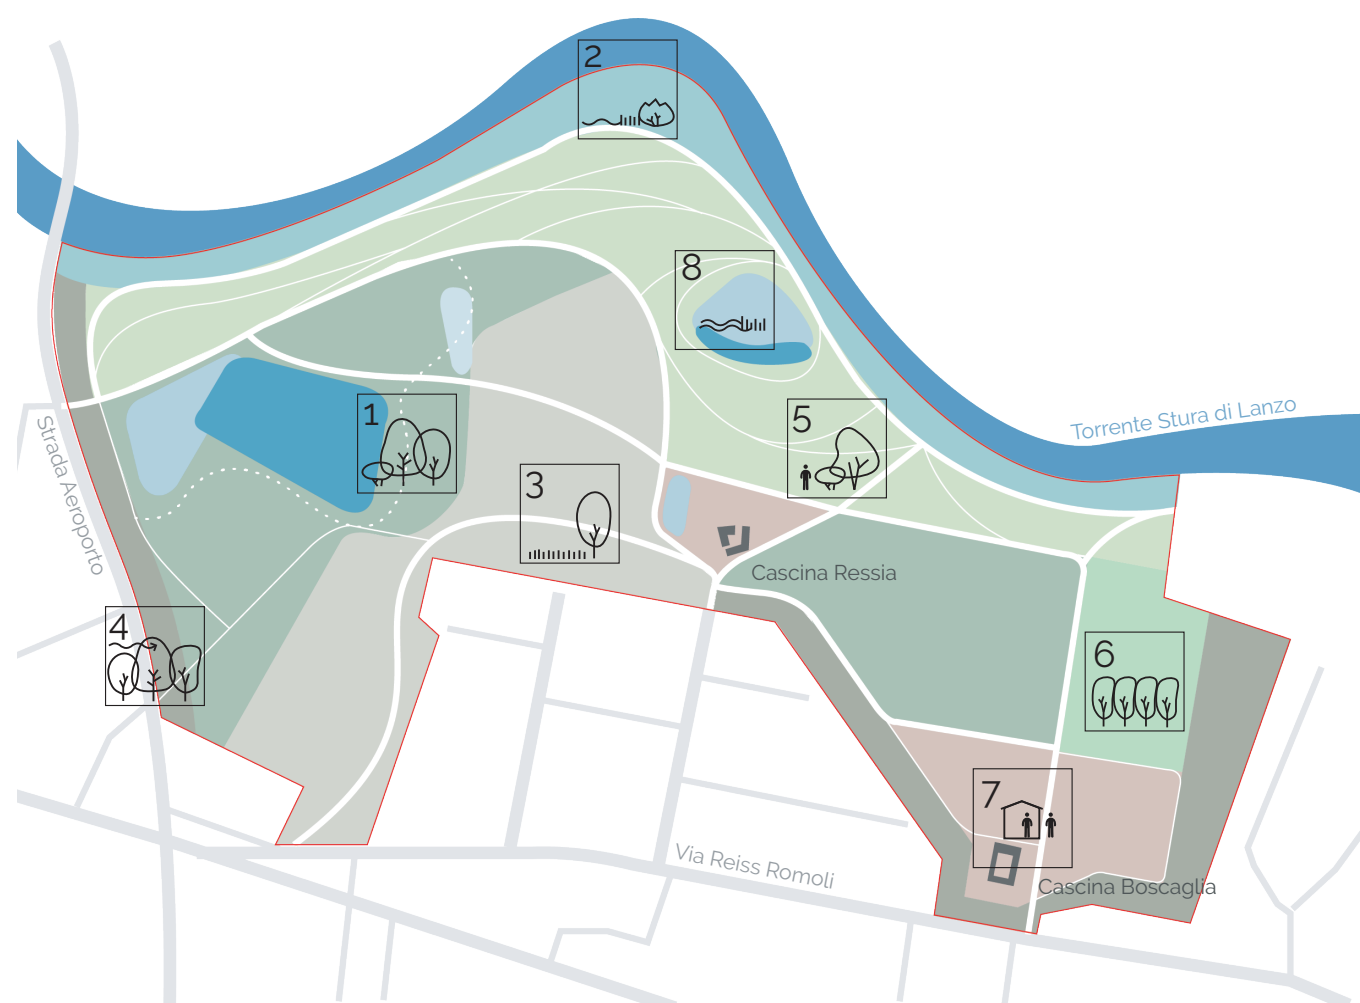 2
8
Torrente Stura di Lanzo
1
5
Strada Aeroporto
3
Cascina Ressia
4
6
7
Via Reiss Romoli
Cascina Boscaglia